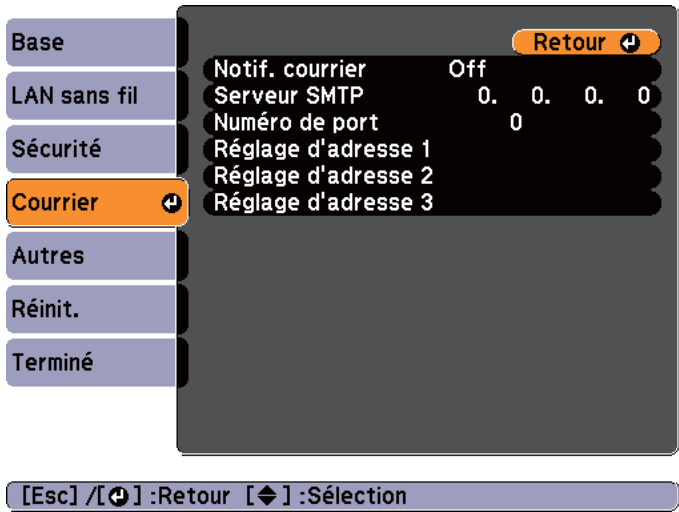 Base
LAN sans fil
Sécurité
Courrier
Autres
Réinit.
Terminé
Retour
Notif. courrier Off
Serveur SMTP 0. 0. 0. 0
Numéro de port 0
Réglage d'adresse 1
Réglage d'adresse 2
Réglage d'adresse 3
[Esc] /[ ] :Retour [ ] :Sélection